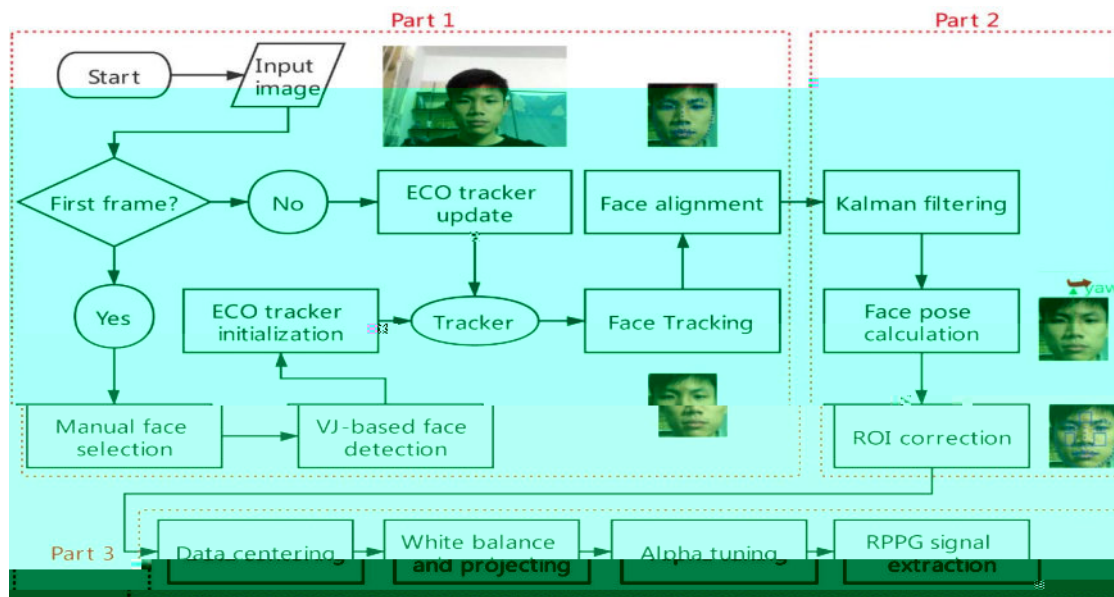 Part 1
Part 2
Start
Input
image
First frame?
No
ECO tracker
update
Face alignment
Kalman filtering
Yes
ECO tracker
initialization
Tracker
Face Tracking
Face pose
calculation
yaw
Manual face
selection
VJ-based face
detection
ROI correction
Part 3
Data centering
White balance
and projecting
Alpha tuning
RPPG signal
extraction